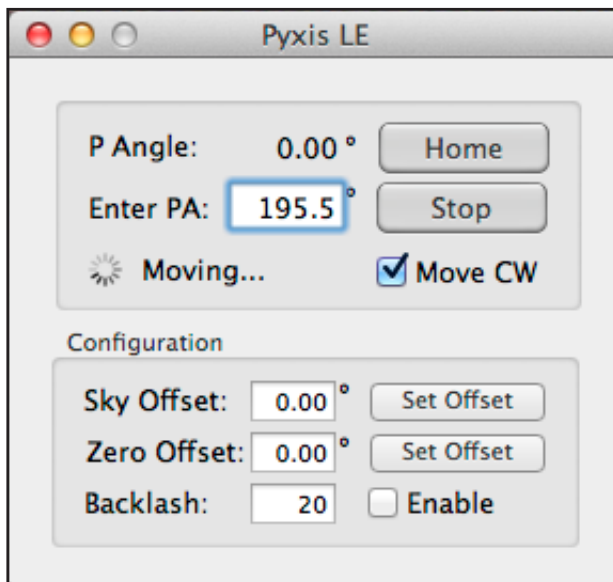 Pyxis LE
P Angle: 0.00 ° Home
Enter PA: 195.5 ° Stop
Moving... Move CW
Configuration
Sky Offset: 0.00 ° Set Offset
Zero Offset: 0.00 ° Set Offset
Backlash: 20 Enable